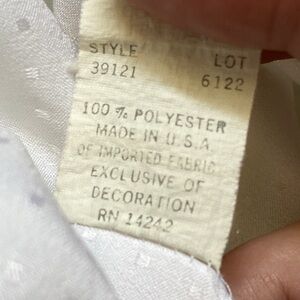 STYLE LOT
39121 6122
100 % POLYESTER
MADE IN U.S.A.
OF IMPORTED FABRIC
EXCLUSIVE OF
DECORATION
RN 14242